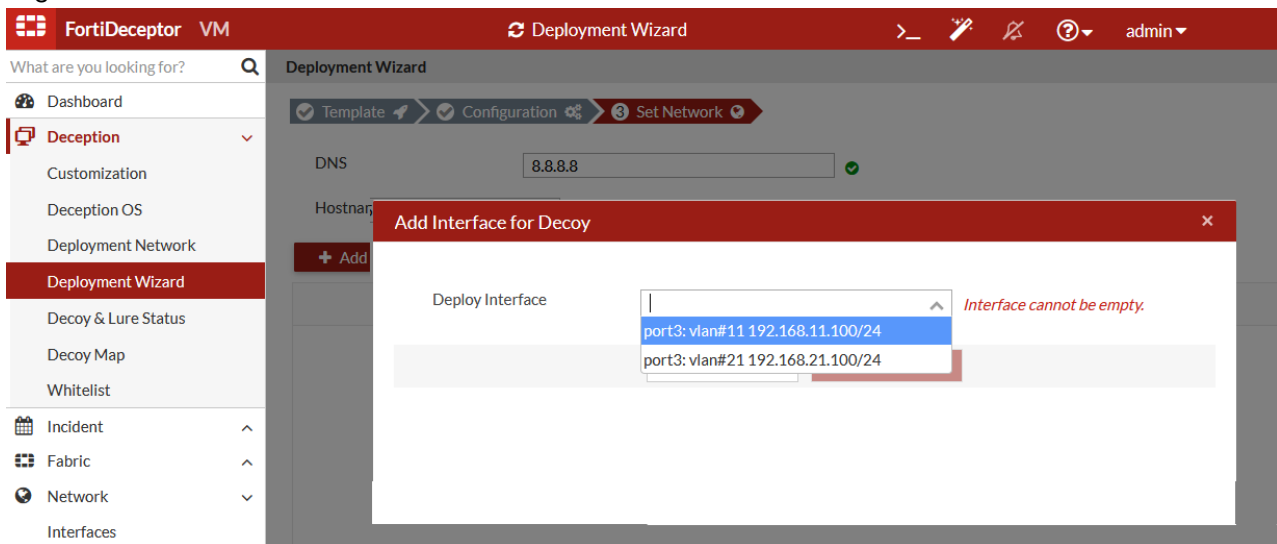 FortiDeceptor VM
Deployment Wizard
>_
admin
What are you looking for?
Deployment Wizard
Dashboard
Template
Configuration
3 Set Network
Deception
DNS
8.8.8.8
Customization
Deception OS
Hostnam
Add Interface for Decoy
×
Deployment Network
+ Add
Deployment Wizard
Deploy Interface
Interface cannot be empty.
Decoy & Lure Status
port3: vlan#11 192.168.11.100/24
Decoy Map
port3: vlan#21 192.168.21.100/24
Whitelist
Incident
Fabric
Network
Interfaces